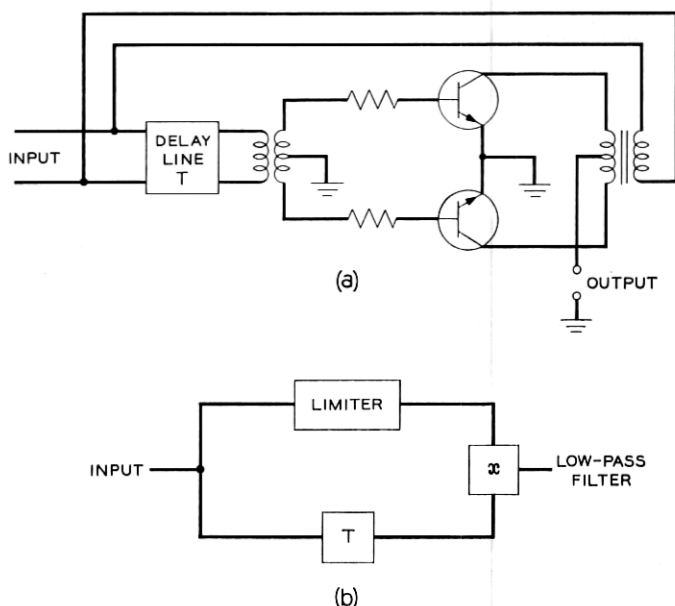 INPUT
DELAY
LINE
T
OUTPUT
(a)
LIMITER
INPUT
x
LOW-PASS
FILTER
T
(b)